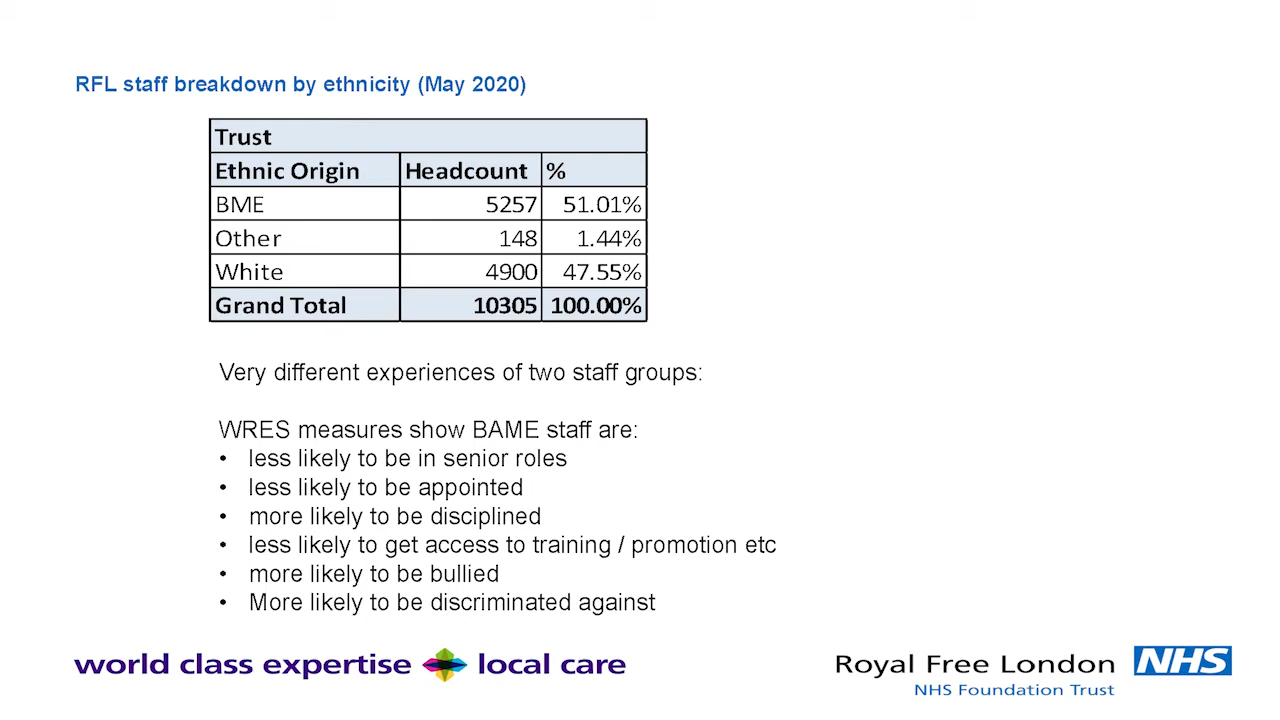 RFL staff breakdown by ethnicity (May 2020)
Trust
Ethnic Origin Headcount %
BME 5257 51.01%
Other 148 1.44%
White 4900 47.55%
Grand Total 10305 100.00%
Very different experiences of two staff groups:
WRES measures show BAME staff are:
• less likely to be in senior roles
• less likely to be appointed
• more likely to be disciplined
• less likely to get access to training / promotion etc
• more likely to be bullied
• More likely to be discriminated against
world class expertise local care
Royal Free London NHS
NHS Foundation Trust